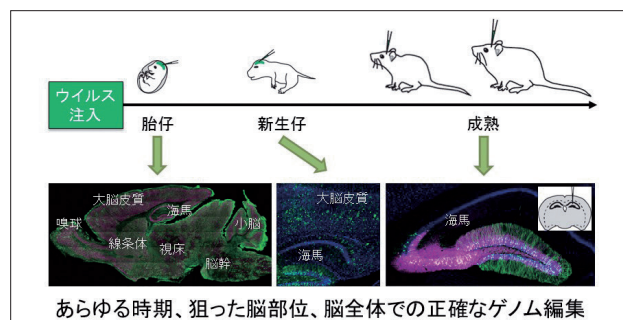 ウイルス
注入
胎仔
新生仔
成熟
大脳皮質
嗅球
海馬
小脳
線条体
視床
脳幹
大脳皮質
海馬
海馬
あらゆる時期、狙った脳部位、脳全体での正確なゲノム編集